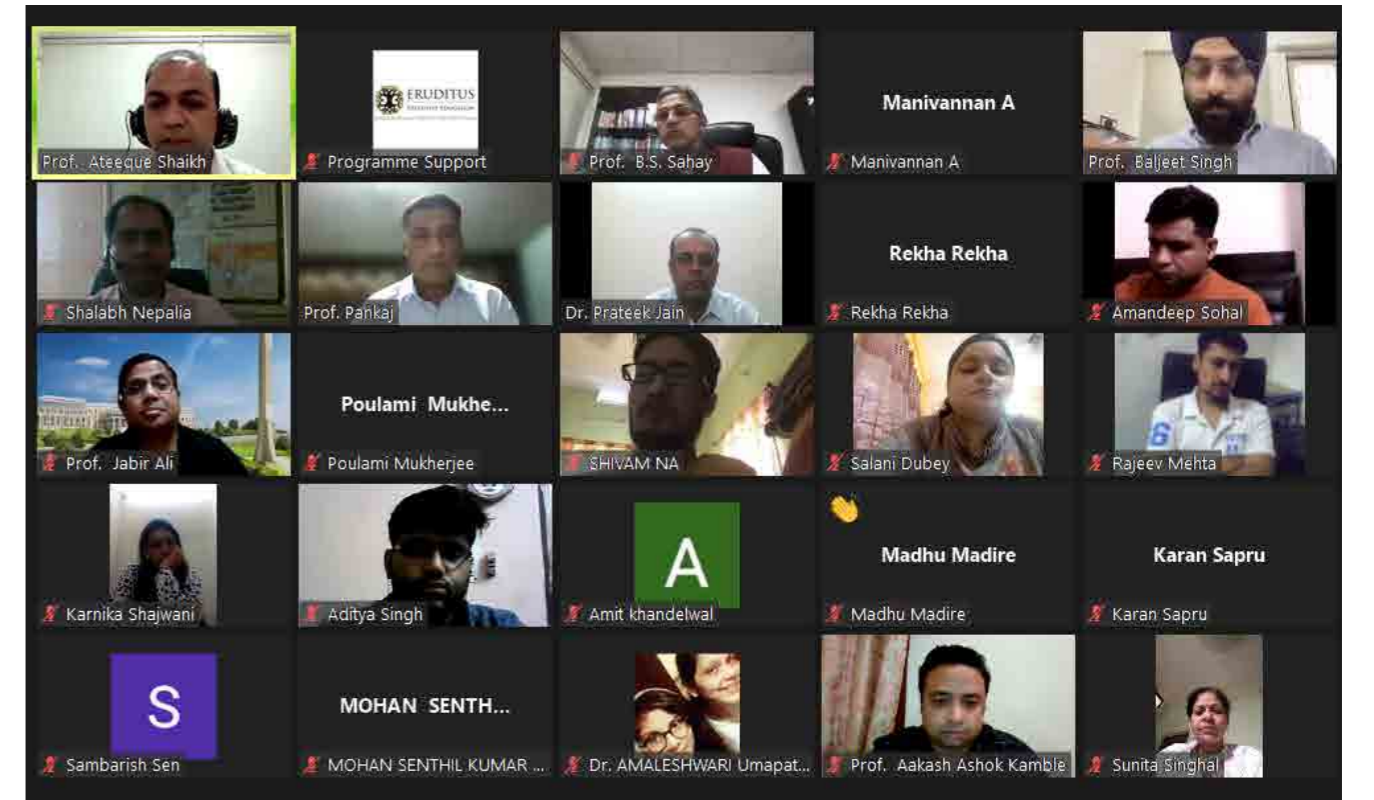 Prof. Ateeque Shaikh
ERUDITUS
EXECUTIVE EDUCATION
Programme Support
Prof. B.S. Sahay
Manivannan A
Manivannan A
Prof. Baljeet Singh
Shalabh Nepalia
Prof. Pankaj
Dr. Prateek Jain
Rekha Rekha
Rekha Rekha
Amandeep Sohal
Prof. Jabir Ali
Poulami Mukhe...
Poulami Mukherjee
SHIVAM NA
Salani Dubey
6
Rajeev Mehta
Karnika Shajwani
Aditya Singh
A
Amit khandelwal
Madhu Madire
Madhu Madire
Karan Sapru
Karan Sapru
S
Sambarish Sen
MOHAN SENTH...
MOHAN SENTHIL KUMAR ...
Dr. AMALESHWARI Umapat...
Prof. Aakash Ashok Kamble
Sunita Singhal